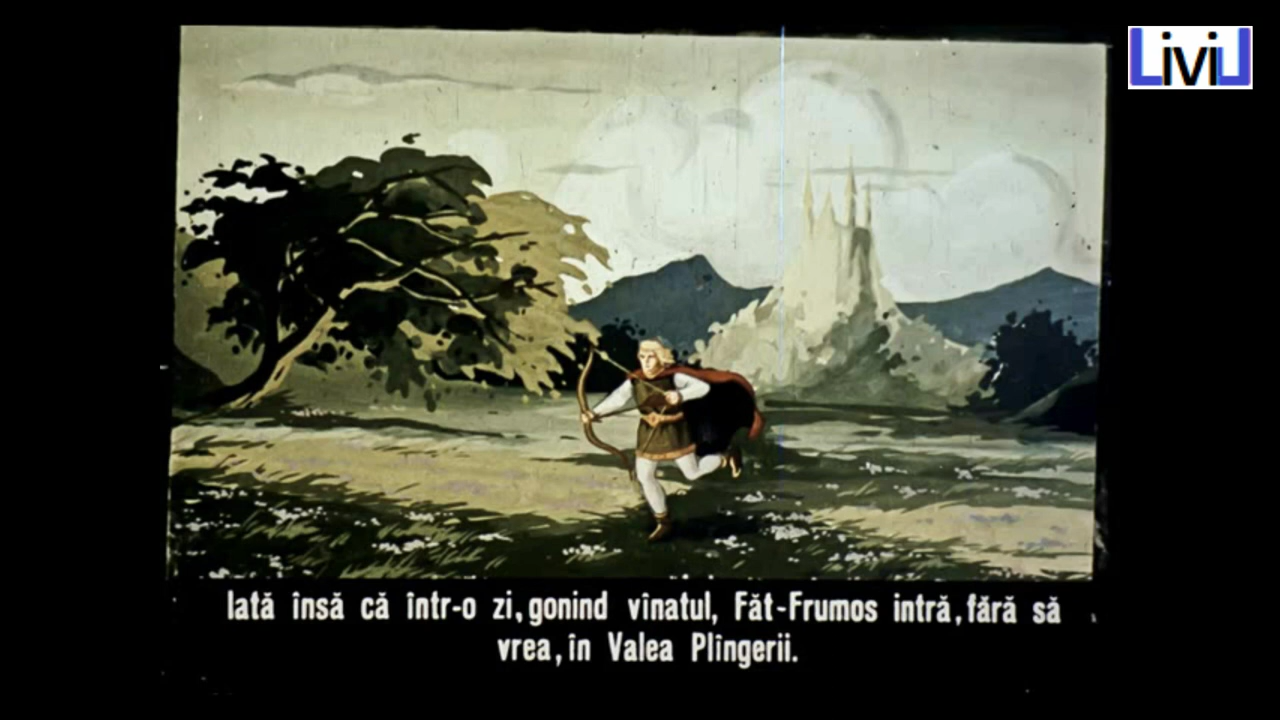 LiviU
Iată însă că într-o zi, gonind vînatul, Făt-Frumos intră, fără să
vrea, în Valea Plîngerii.